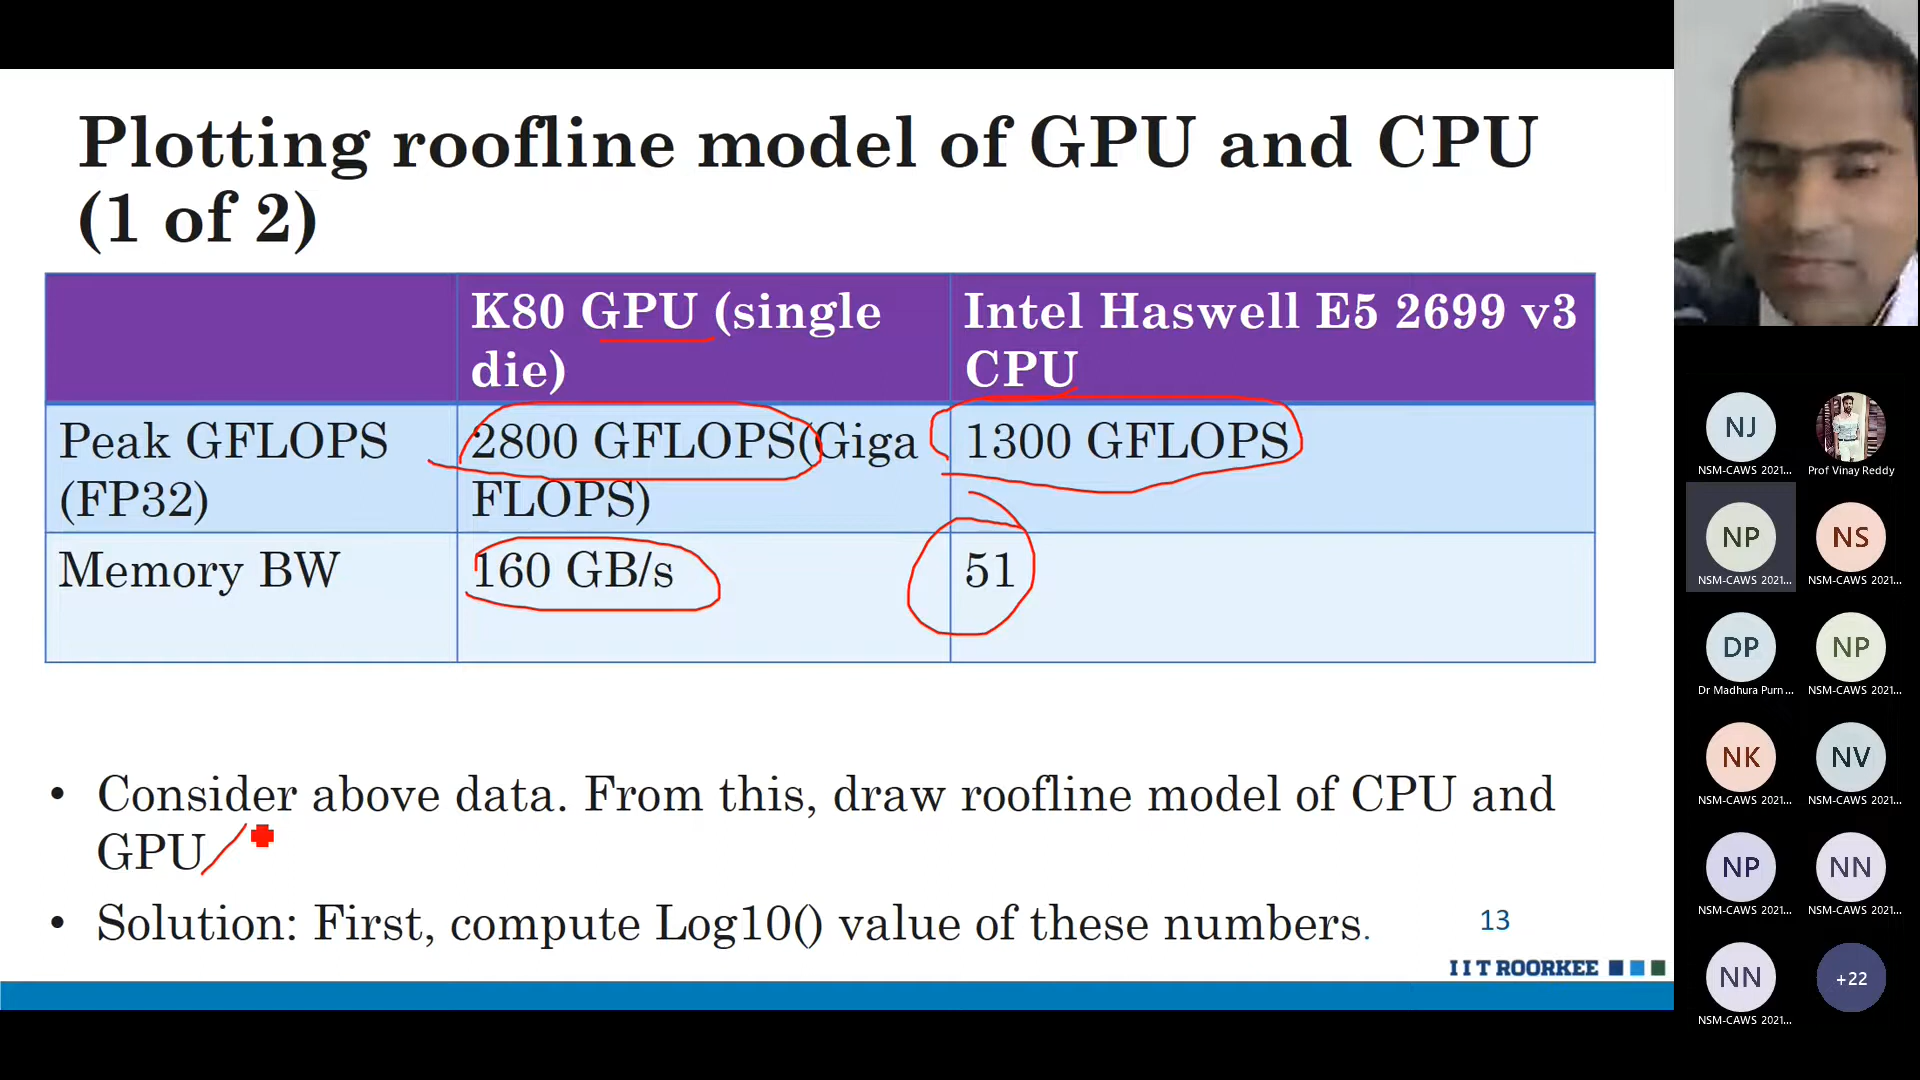 Plotting roofline model of GPU and CPU
(1 of 2)
K80 GPU (single
die)
Intel Haswell E5 2699 v3
CPU
Peak GFLOPS
(FP32)
2800 GFLOPS(Giga
FLOPS)
1300 GFLOPS
Memory BW
160 GB/s
51
• Consider above data. From this, draw roofline model of CPU and
GPU
• Solution: First, compute Log10() value of these numbers.
13
IIT ROORKEE
NJ
NSM-CAWS 2021...
Prof Vinay Reddy
NP
NSM-CAWS 2021...
NS
NSM-CAWS 2021...
DP
Dr Madhura Purn...
NP
NSM-CAWS 2021...
NK
NSM-CAWS 2021...
NV
NSM-CAWS 2021...
NP
NSM-CAWS 2021...
NN
NSM-CAWS 2021...
NN
NSM-CAWS 2021...
+22